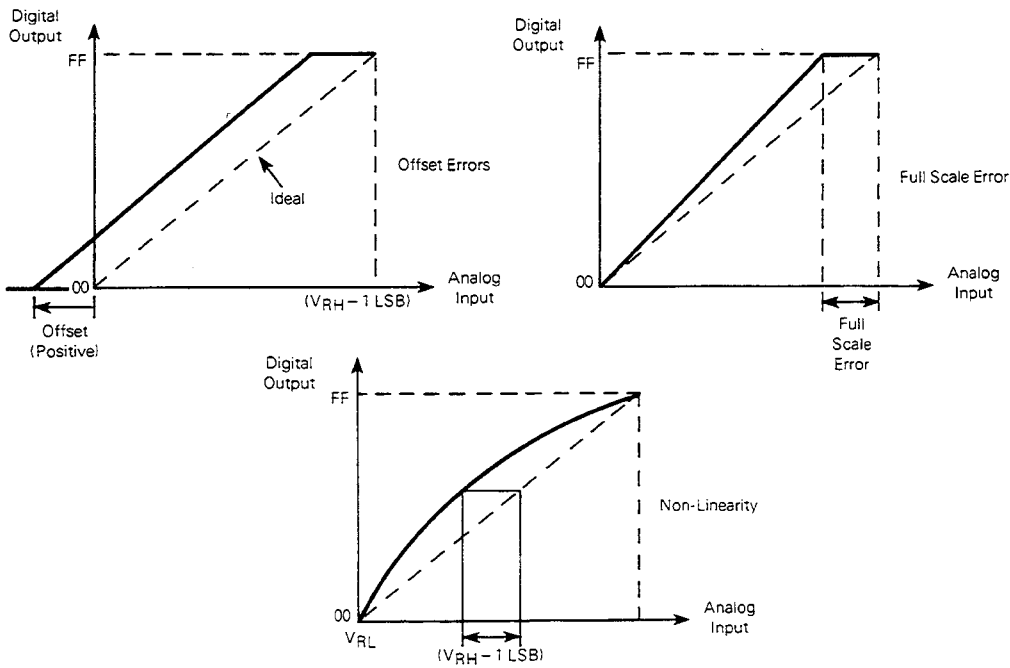 Digital
Output
FF
Offset Errors
Ideal
00
Analog
Input
(VRH – 1 LSB)
Offset
(Positive)
Digital
Output
FF
Full Scale Error
00
Analog
Input
Full
Scale
Error
Digital
Output
FF
Non-Linearity
00
VRL
Analog
Input
(VRH – 1 LSB)